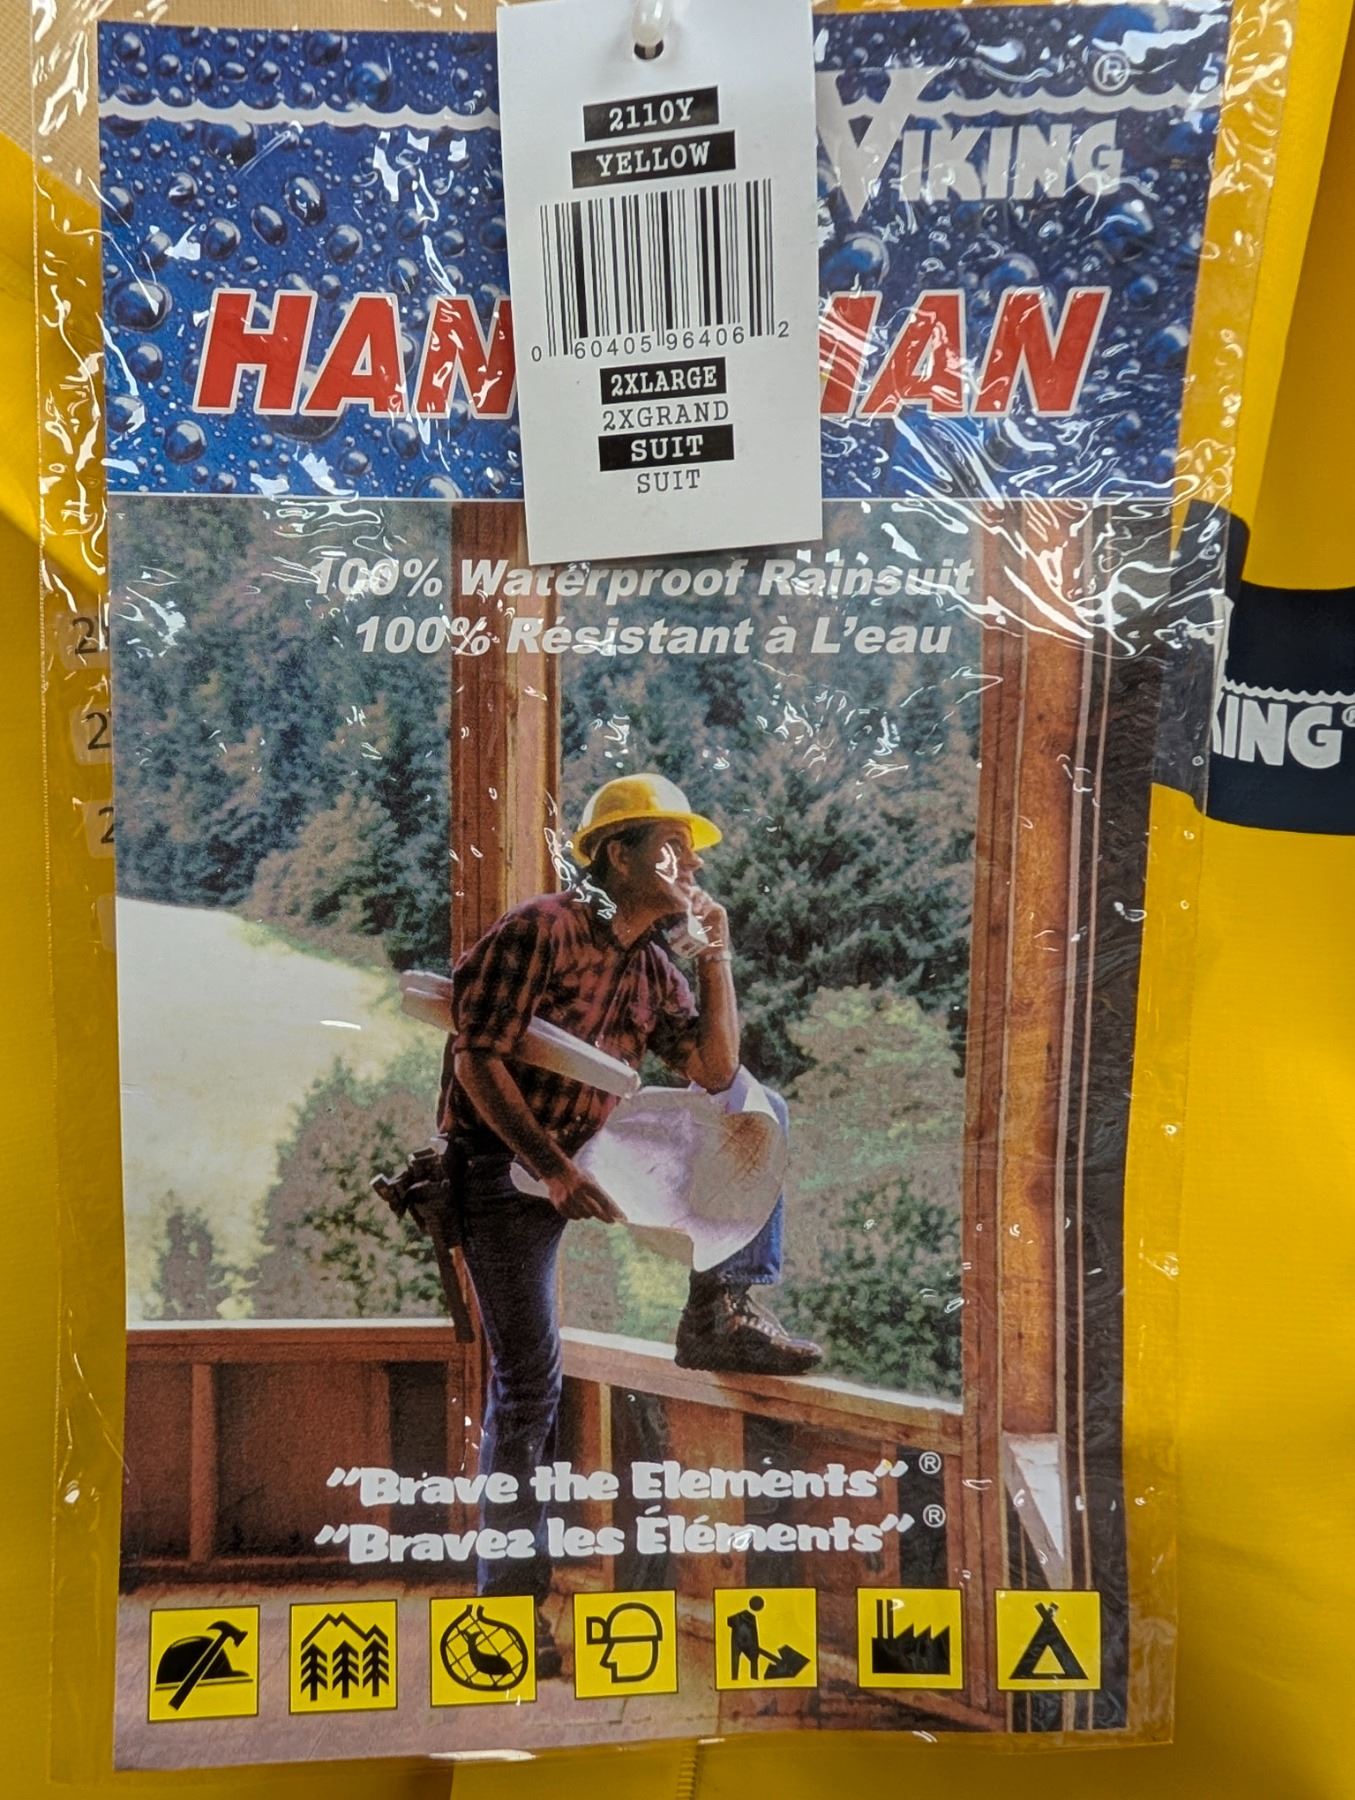 2110Y
YELLOW
0 60405 96406 2
2XLARGE
2XGRAND
SUIT
SUIT
VIKING®
100% Waterproof Rainsuit
100% Résistant à L'eau
KING®
"Brave the Elements"®
"Bravez les Éléments"®